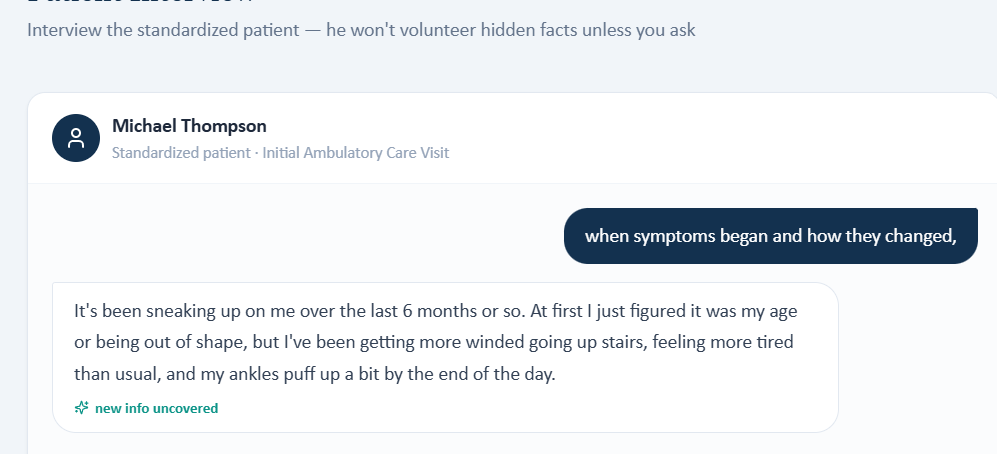 Interview the standardized patient — he won't volunteer hidden facts unless you ask
Michael Thompson
Standardized patient · Initial Ambulatory Care Visit
when symptoms began and how they changed,
It's been sneaking up on me over the last 6 months or so. At first I just figured it was my age
or being out of shape, but I've been getting more winded going up stairs, feeling more tired
than usual, and my ankles puff up a bit by the end of the day.
new info uncovered